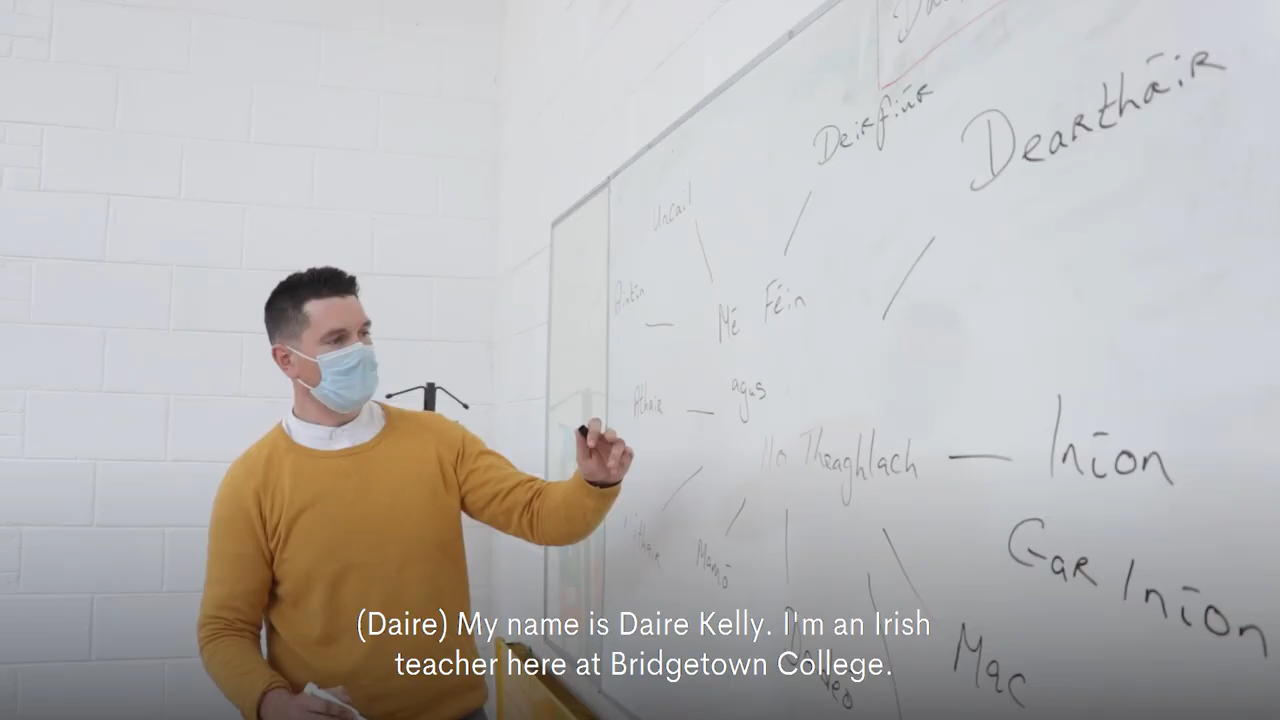 Deirfiúr
Deartháir
Uncail
Aintín
Mé Féin
Athair
agus
Mo Theaghlach
Iníon
Mamó
Gar Iníon
Mac
(Daire) My name is Daire Kelly. I'm an Irish
teacher here at Bridgetown College.